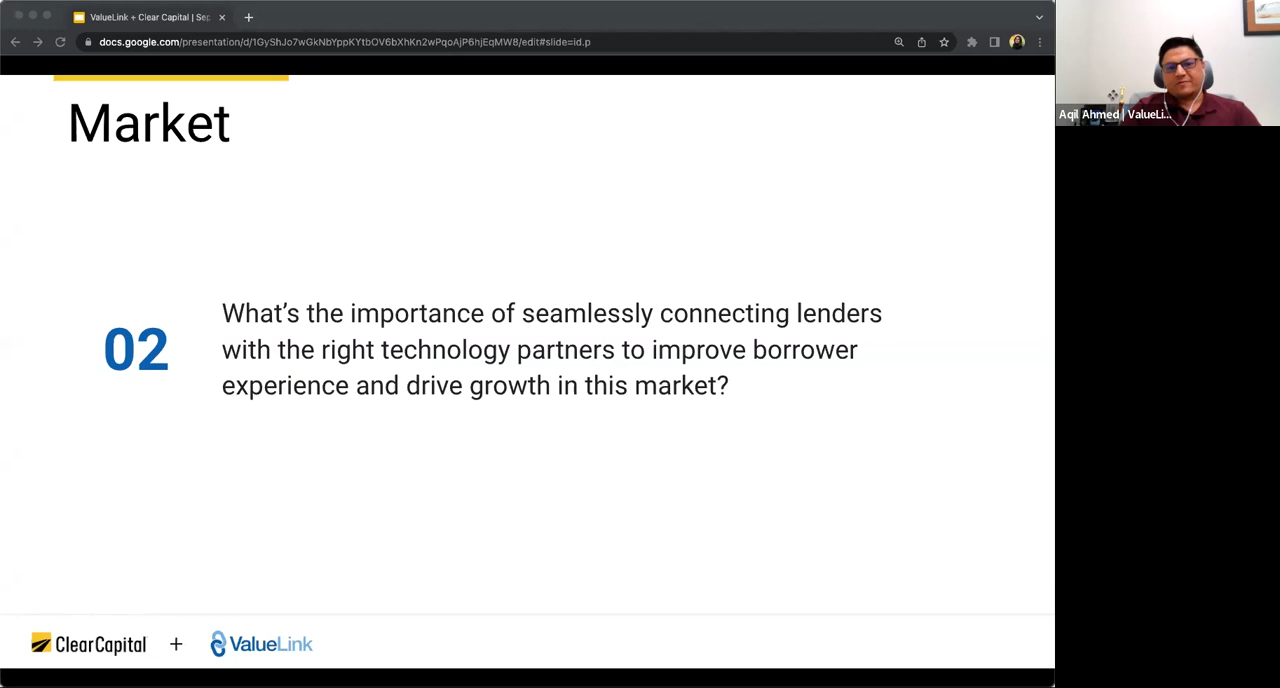 ValueLink + Clear Capital | Sep
docs.google.com/presentation/d/1GyShJo7wGkNbYppKYtbOV6bXhKn2wPqoAjP6hjEqMW8/edit#slide=id.p
Aqil Ahmed | ValueLi...
Market
02
What's the importance of seamlessly connecting lenders
with the right technology partners to improve borrower
experience and drive growth in this market?
ClearCapital + ValueLink